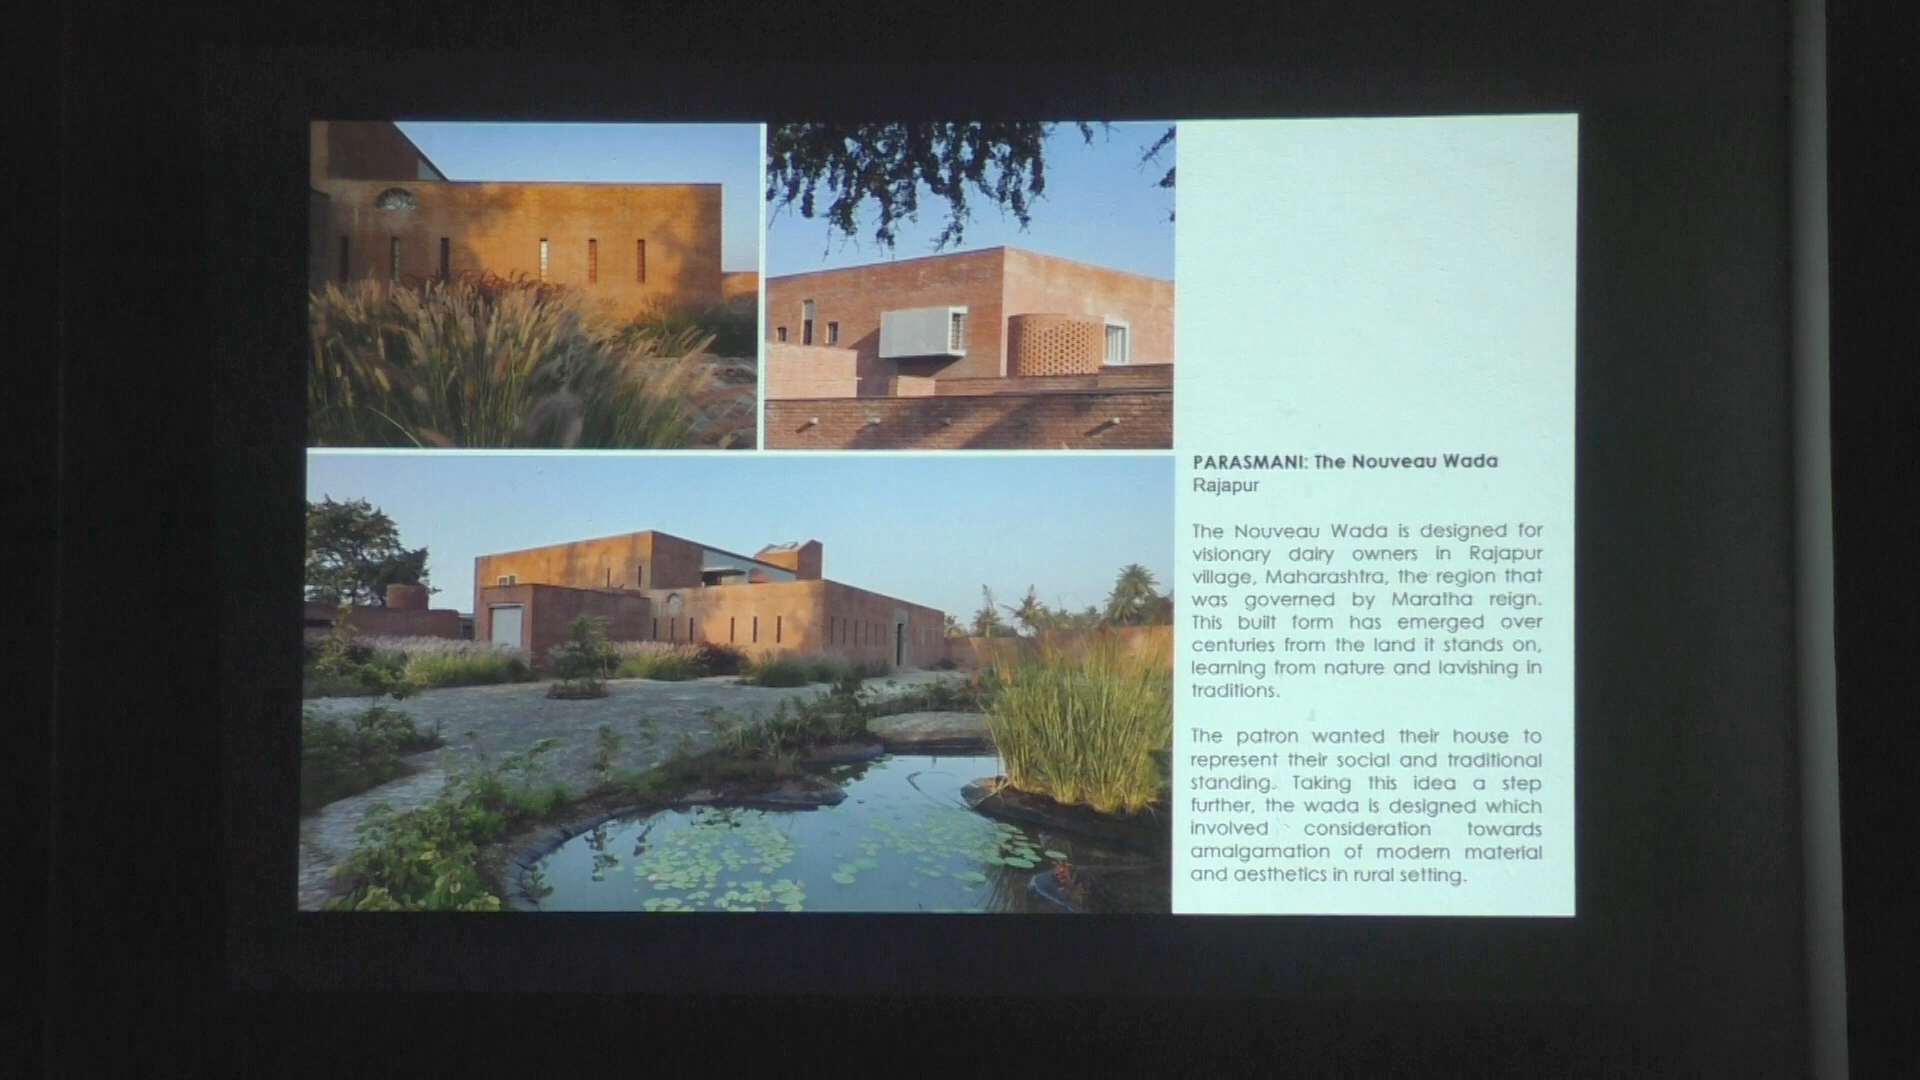 PARASMANI: The Nouveau Wada
Rajapur
The Nouveau Wada is designed for
visionary dairy owners in Rajapur
village, Maharashtra, the region that
was governed by Maratha reign.
This built form has emerged over
centuries from the land it stands on,
learning from nature and lavishing in
traditions.
The patron wanted their house to
represent their social and traditional
standing. Taking this idea a step
further, the wada is designed which
involved consideration towards
amalgamation of modern material
and aesthetics in rural setting.